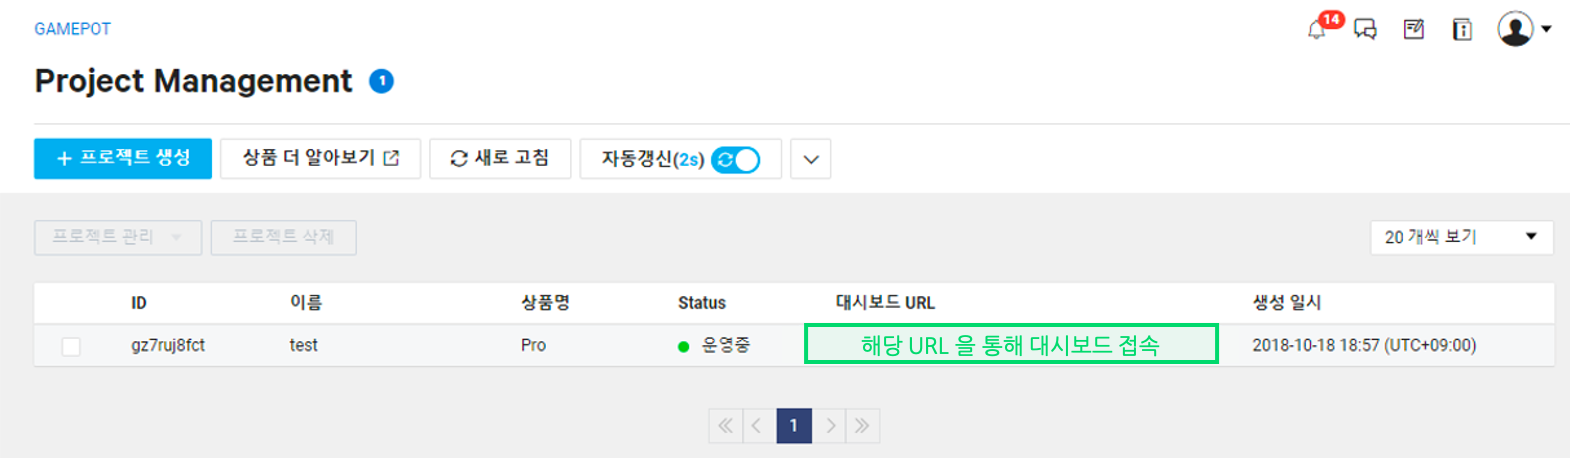 GAMEPOT
14
Project Management 1
+ 프로젝트 생성
상품 더 알아보기
새로 고침
자동갱신(2s)
프로젝트 관리
프로젝트 삭제
20 개씩 보기
ID 이름 상품명 Status 대시보드 URL 생성 일시
gz7ruj8fct test Pro 운영중 해당 URL 을 통해 대시보드 접속 2018-10-18 18:57 (UTC+09:00)
1